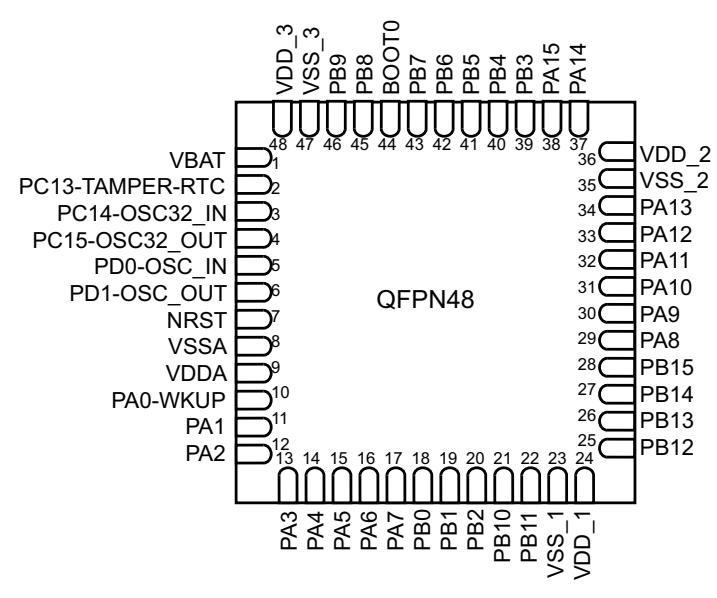 VDD_3
VSS_3
PB9
PB8
BOOT0
PB7
PB6
PB5
PB4
PB3
PA15
PA14
48 47 46 45 44 43 42 41 40 39 38 37
VBAT 1
PC13-TAMPER-RTC 2
PC14-OSC32_IN 3
PC15-OSC32_OUT 4
PD0-OSC_IN 5
PD1-OSC_OUT 6
NRST 7
VSSA 8
VDDA 9
PA0-WKUP 10
PA1 11
PA2 12
QFPN48
36 VDD_2
35 VSS_2
34 PA13
33 PA12
32 PA11
31 PA10
30 PA9
29 PA8
28 PB15
27 PB14
26 PB13
25 PB12
13 14 15 16 17 18 19 20 21 22 23 24
PA3
PA4
PA5
PA6
PA7
PB0
PB1
PB2
PB10
PB11
VSS_1
VDD_1